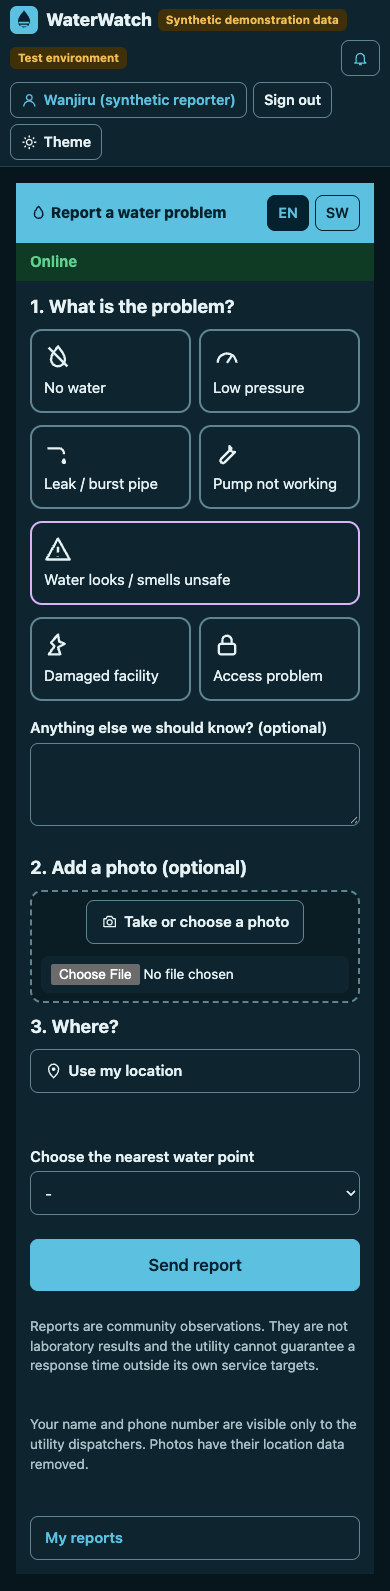 WaterWatch
Synthetic demonstration data
Test environment
Wanjiru (synthetic reporter)
Sign out
Theme
Report a water problem
EN
SW
Online
1. What is the problem?
No water
Low pressure
Leak / burst pipe
Pump not working
Water looks / smells unsafe
Damaged facility
Access problem
Anything else we should know? (optional)
2. Add a photo (optional)
Take or choose a photo
Choose File No file chosen
3. Where?
Use my location
Choose the nearest water point
-
Send report
Reports are community observations. They are not
laboratory results and the utility cannot guarantee a
response time outside its own service targets.
Your name and phone number are visible only to the
utility dispatchers. Photos have their location data
removed.
My reports